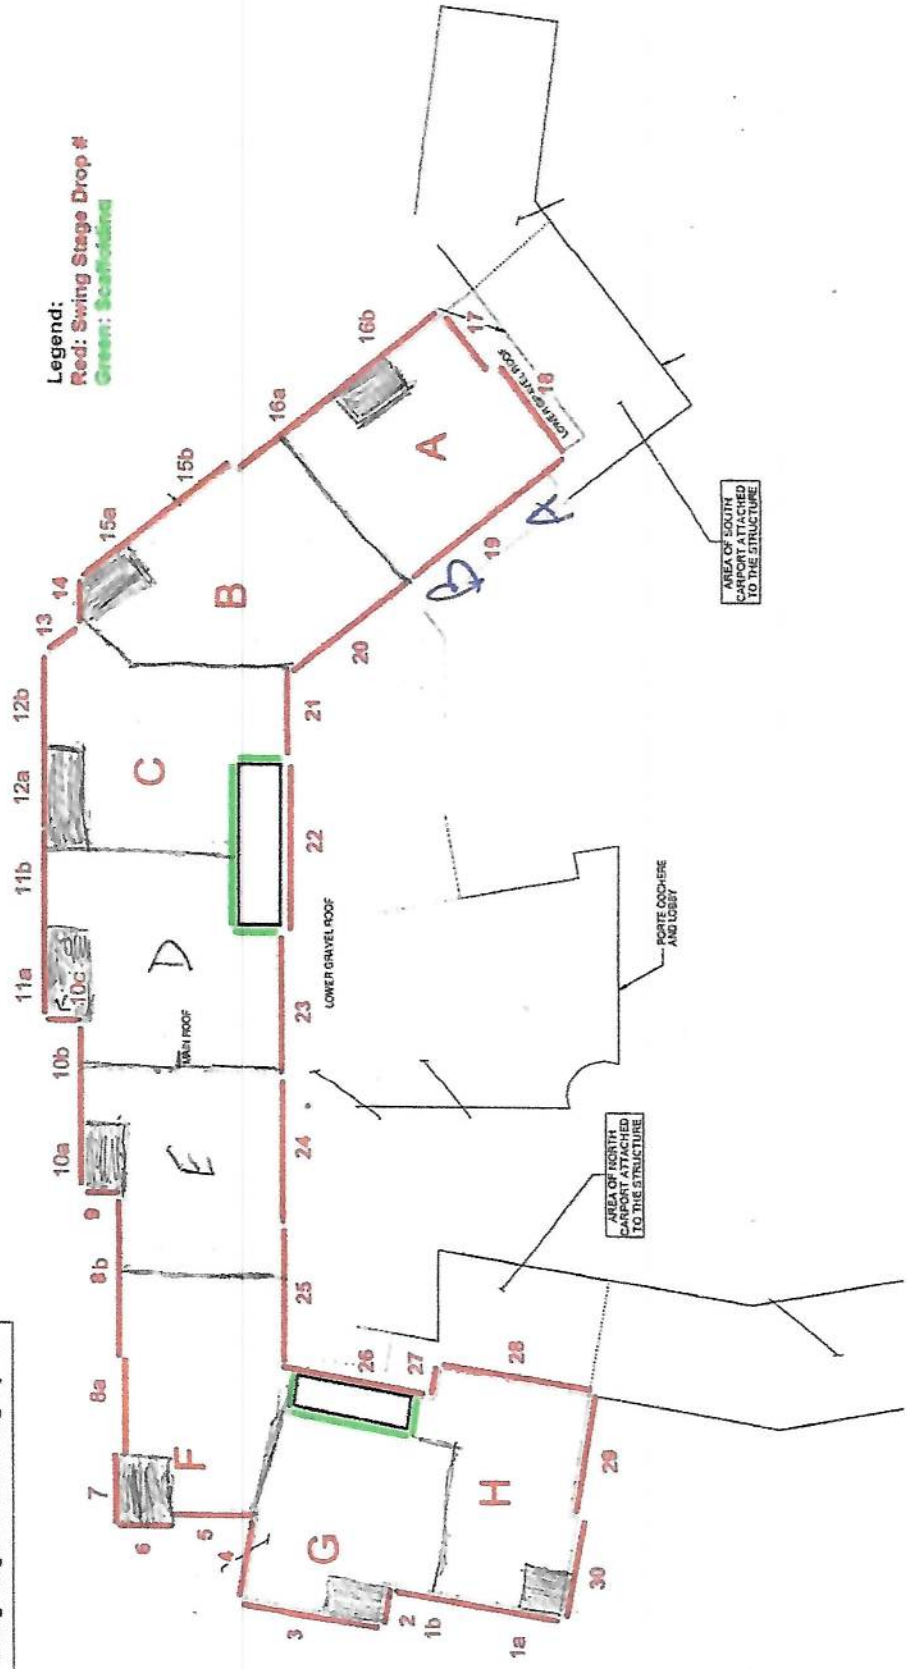 Legend:
Red: Swing Stage Drop #
Green: Scaffolding
16b
17
16a
LOWER GRAVEL ROOF
18
A
15b
15a
A
19
B
14
B
13
20
12b
21
12a
C
22
11b
LOWER GRAVEL ROOF
11a
10c
D
23
MAIN ROOF
10b
10a
E
24
9
8b
25
8a
26
27
28
7
F
6
5
4
G
H
29
3
2
1b
30
1a
AREA OF SOUTH
CARPORT ATTACHED
TO THE STRUCTURE
PORTE COCHERE
AND LOBBY
AREA OF NORTH
CARPORT ATTACHED
TO THE STRUCTURE